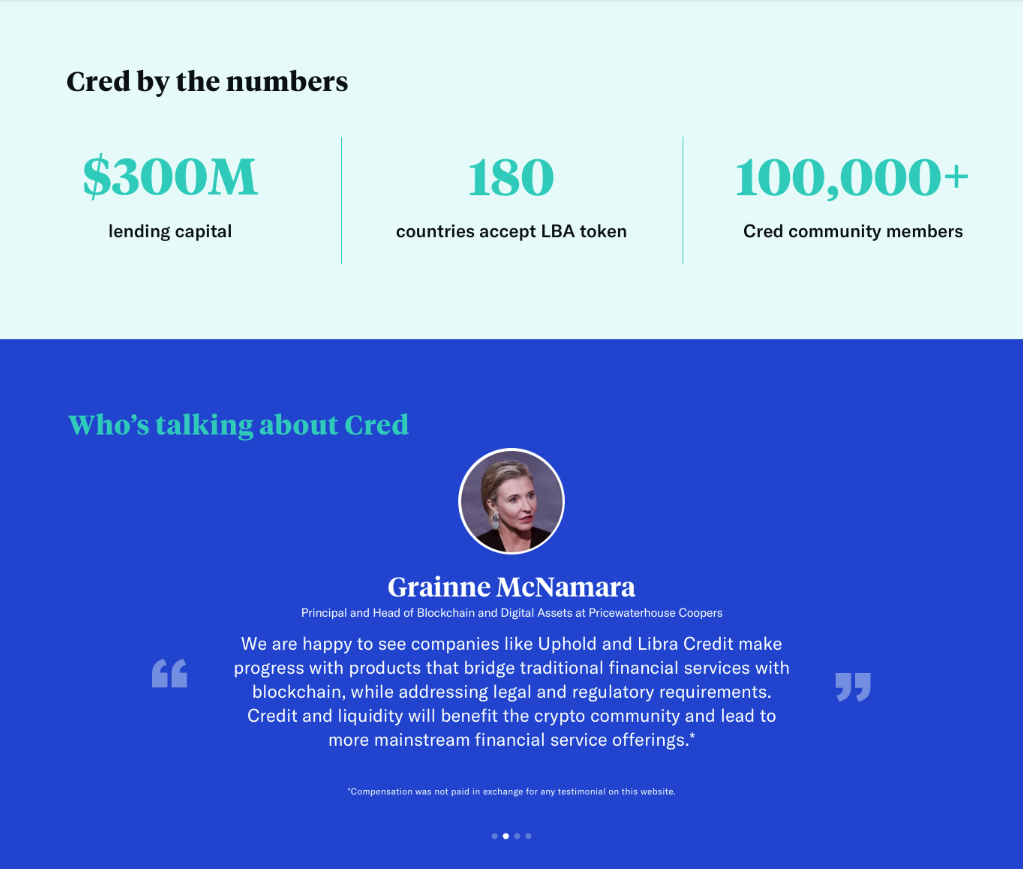 Cred by the numbers
$300M
lending capital
180
countries accept LBA token
100,000+
Cred community members
Who’s talking about Cred
Grainne McNamara
Principal and Head of Blockchain and Digital Assets at Pricewaterhouse Coopers
“
We are happy to see companies like Uphold and Libra Credit make
progress with products that bridge traditional financial services with
blockchain, while addressing legal and regulatory requirements.
Credit and liquidity will benefit the crypto community and lead to
more mainstream financial service offerings.*
”
*Compensation was not paid in exchange for any testimonial on this website.